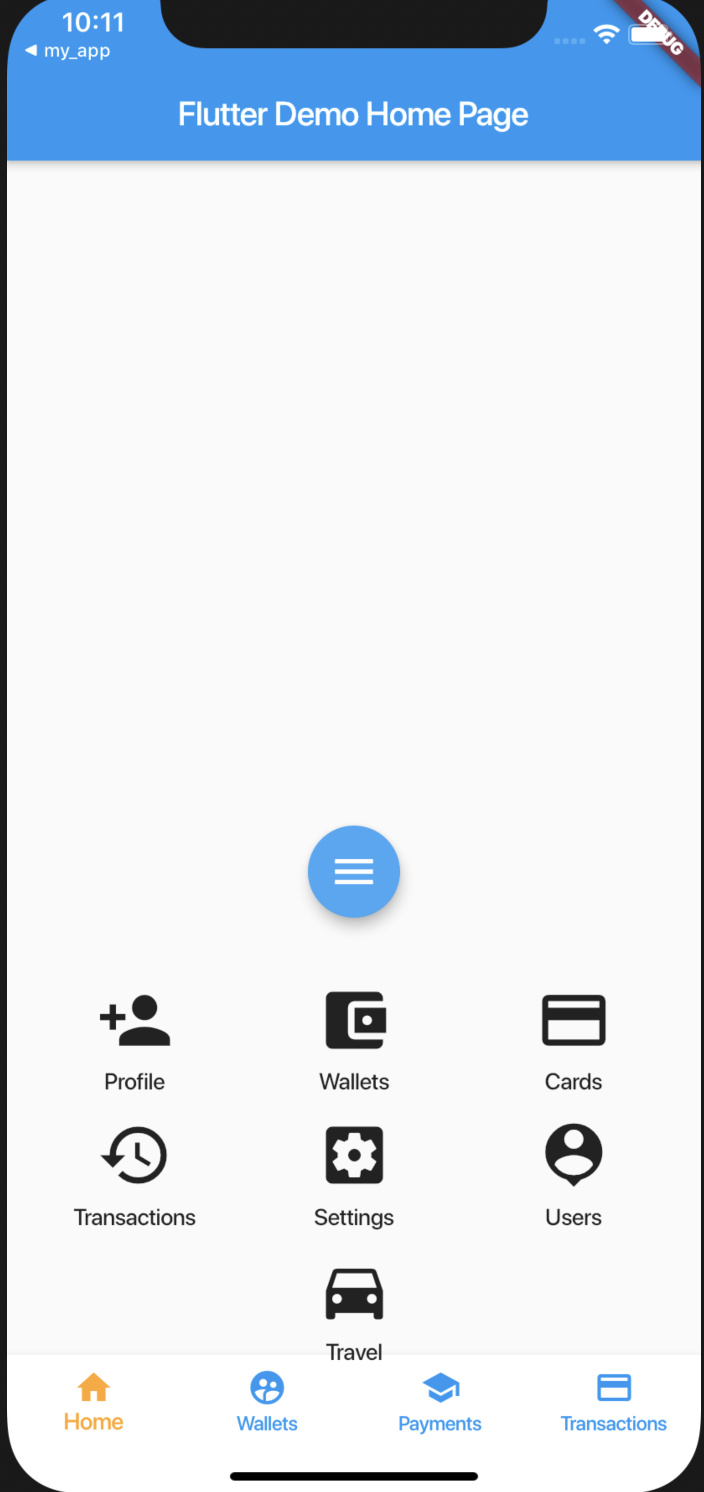 10:11
◀ my_app
DEBUG
Flutter Demo Home Page
Profile Wallets Cards
Transactions Settings Users
Travel
Home Wallets Payments Transactions